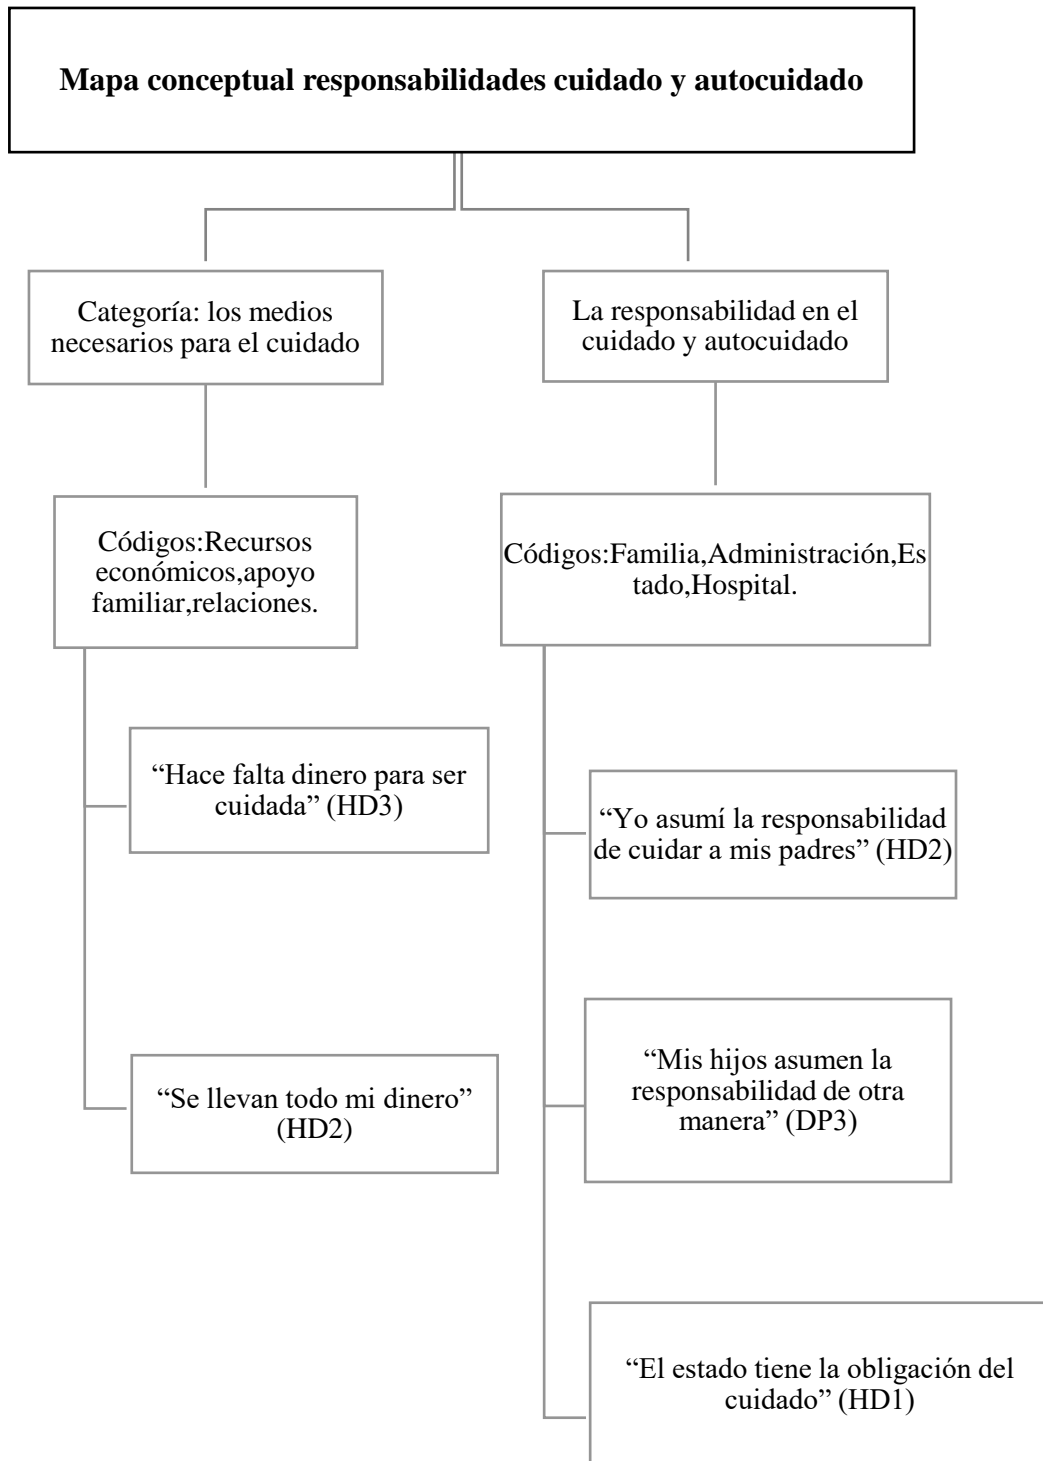 Mapa conceptual responsabilidades cuidado y autocuidado
Categoría: los medios
necesarios para el cuidado
Códigos:Recursos
económicos,apoyo
familiar,relaciones.
“Hace falta dinero para ser
cuidada” (HD3)
“Se llevan todo mi dinero”
(HD2)
La responsabilidad en el
cuidado y autocuidado
Códigos:Familia,Administración,Es
tado,Hospital.
“Yo asumí la responsabilidad
de cuidar a mis padres” (HD2)
“Mis hijos asumen la
responsabilidad de otra
manera” (DP3)
“El estado tiene la obligación del
cuidado” (HD1)